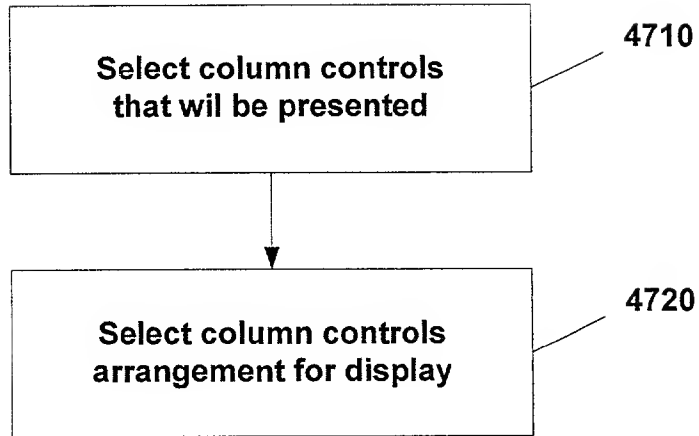 4710
Select column controls
that wil be presented
4720
Select column controls
arrangement for display